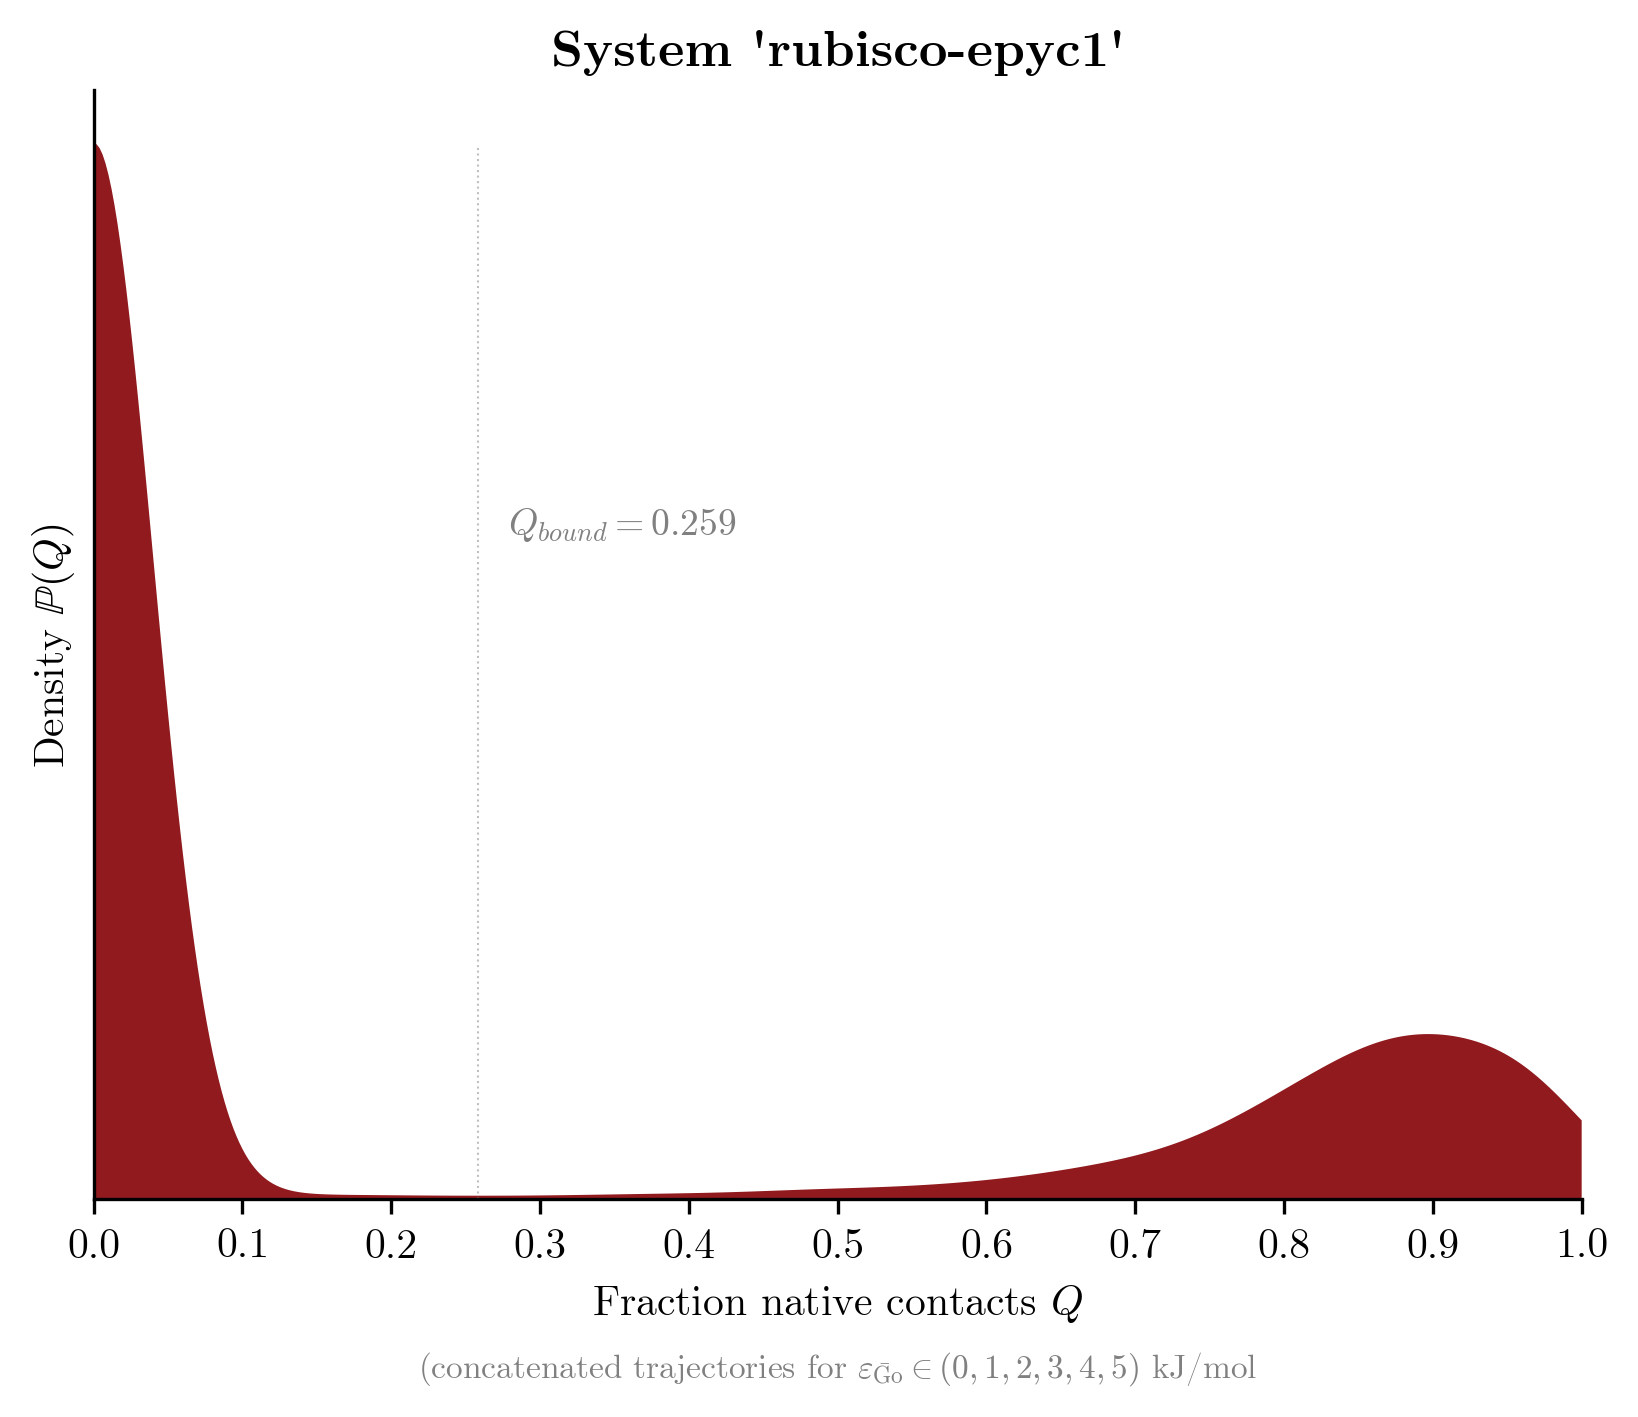 System 'rubisco-epyc1'
Density ℙ(Q)
Q_bound = 0.259
0.0 0.1 0.2 0.3 0.4 0.5 0.6 0.7 0.8 0.9 1.0
Fraction native contacts Q
(concatenated trajectories for ε_Ḡo ∈ (0, 1, 2, 3, 4, 5) kJ/mol